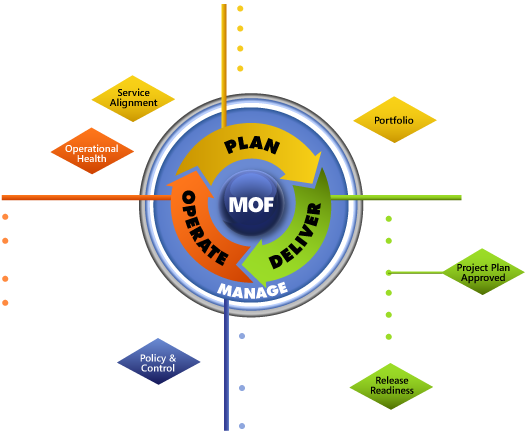 Service
Alignment
Portfolio
Operational
Health
PLAN
MOF
OPERATE
DELIVER
MANAGE
Project Plan
Approved
Policy &
Control
Release
Readiness